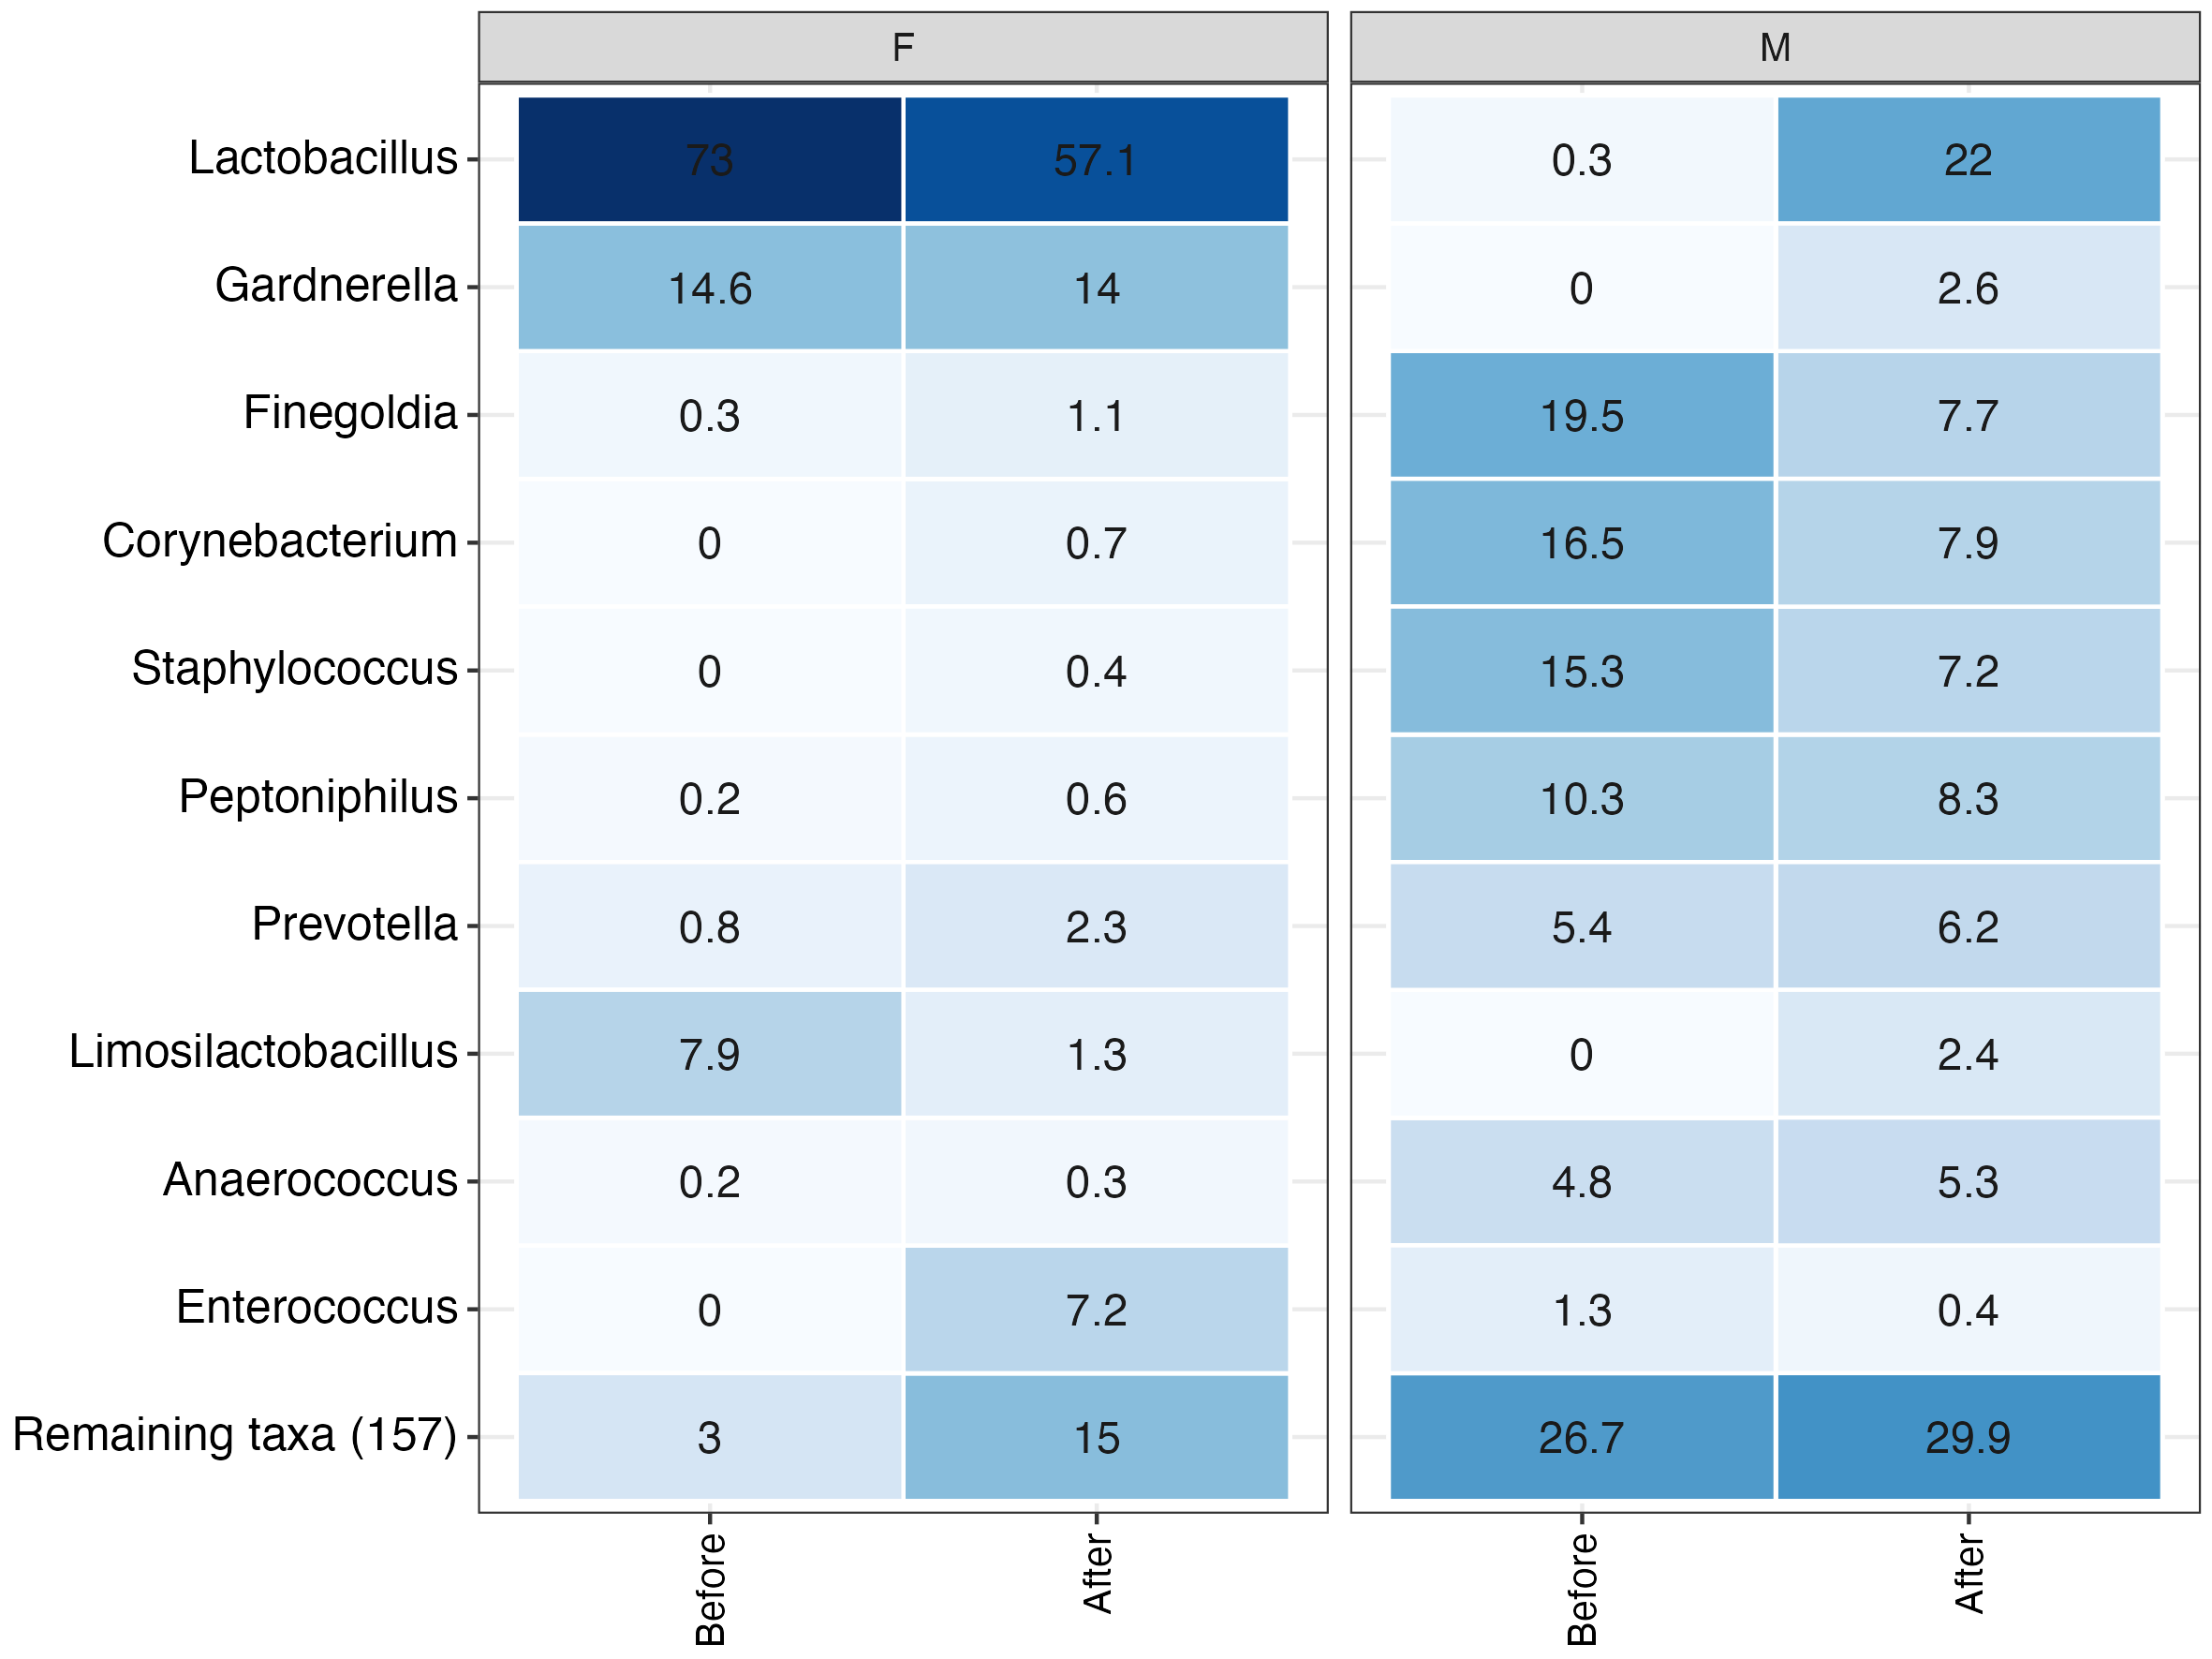 F M
Lactobacillus 73 57.1 0.3 22
Gardnerella 14.6 14 0 2.6
Finegoldia 0.3 1.1 19.5 7.7
Corynebacterium 0 0.7 16.5 7.9
Staphylococcus 0 0.4 15.3 7.2
Peptoniphilus 0.2 0.6 10.3 8.3
Prevotella 0.8 2.3 5.4 6.2
Limosilactobacillus 7.9 1.3 0 2.4
Anaerococcus 0.2 0.3 4.8 5.3
Enterococcus 0 7.2 1.3 0.4
Remaining taxa (157) 3 15 26.7 29.9
Before After Before After